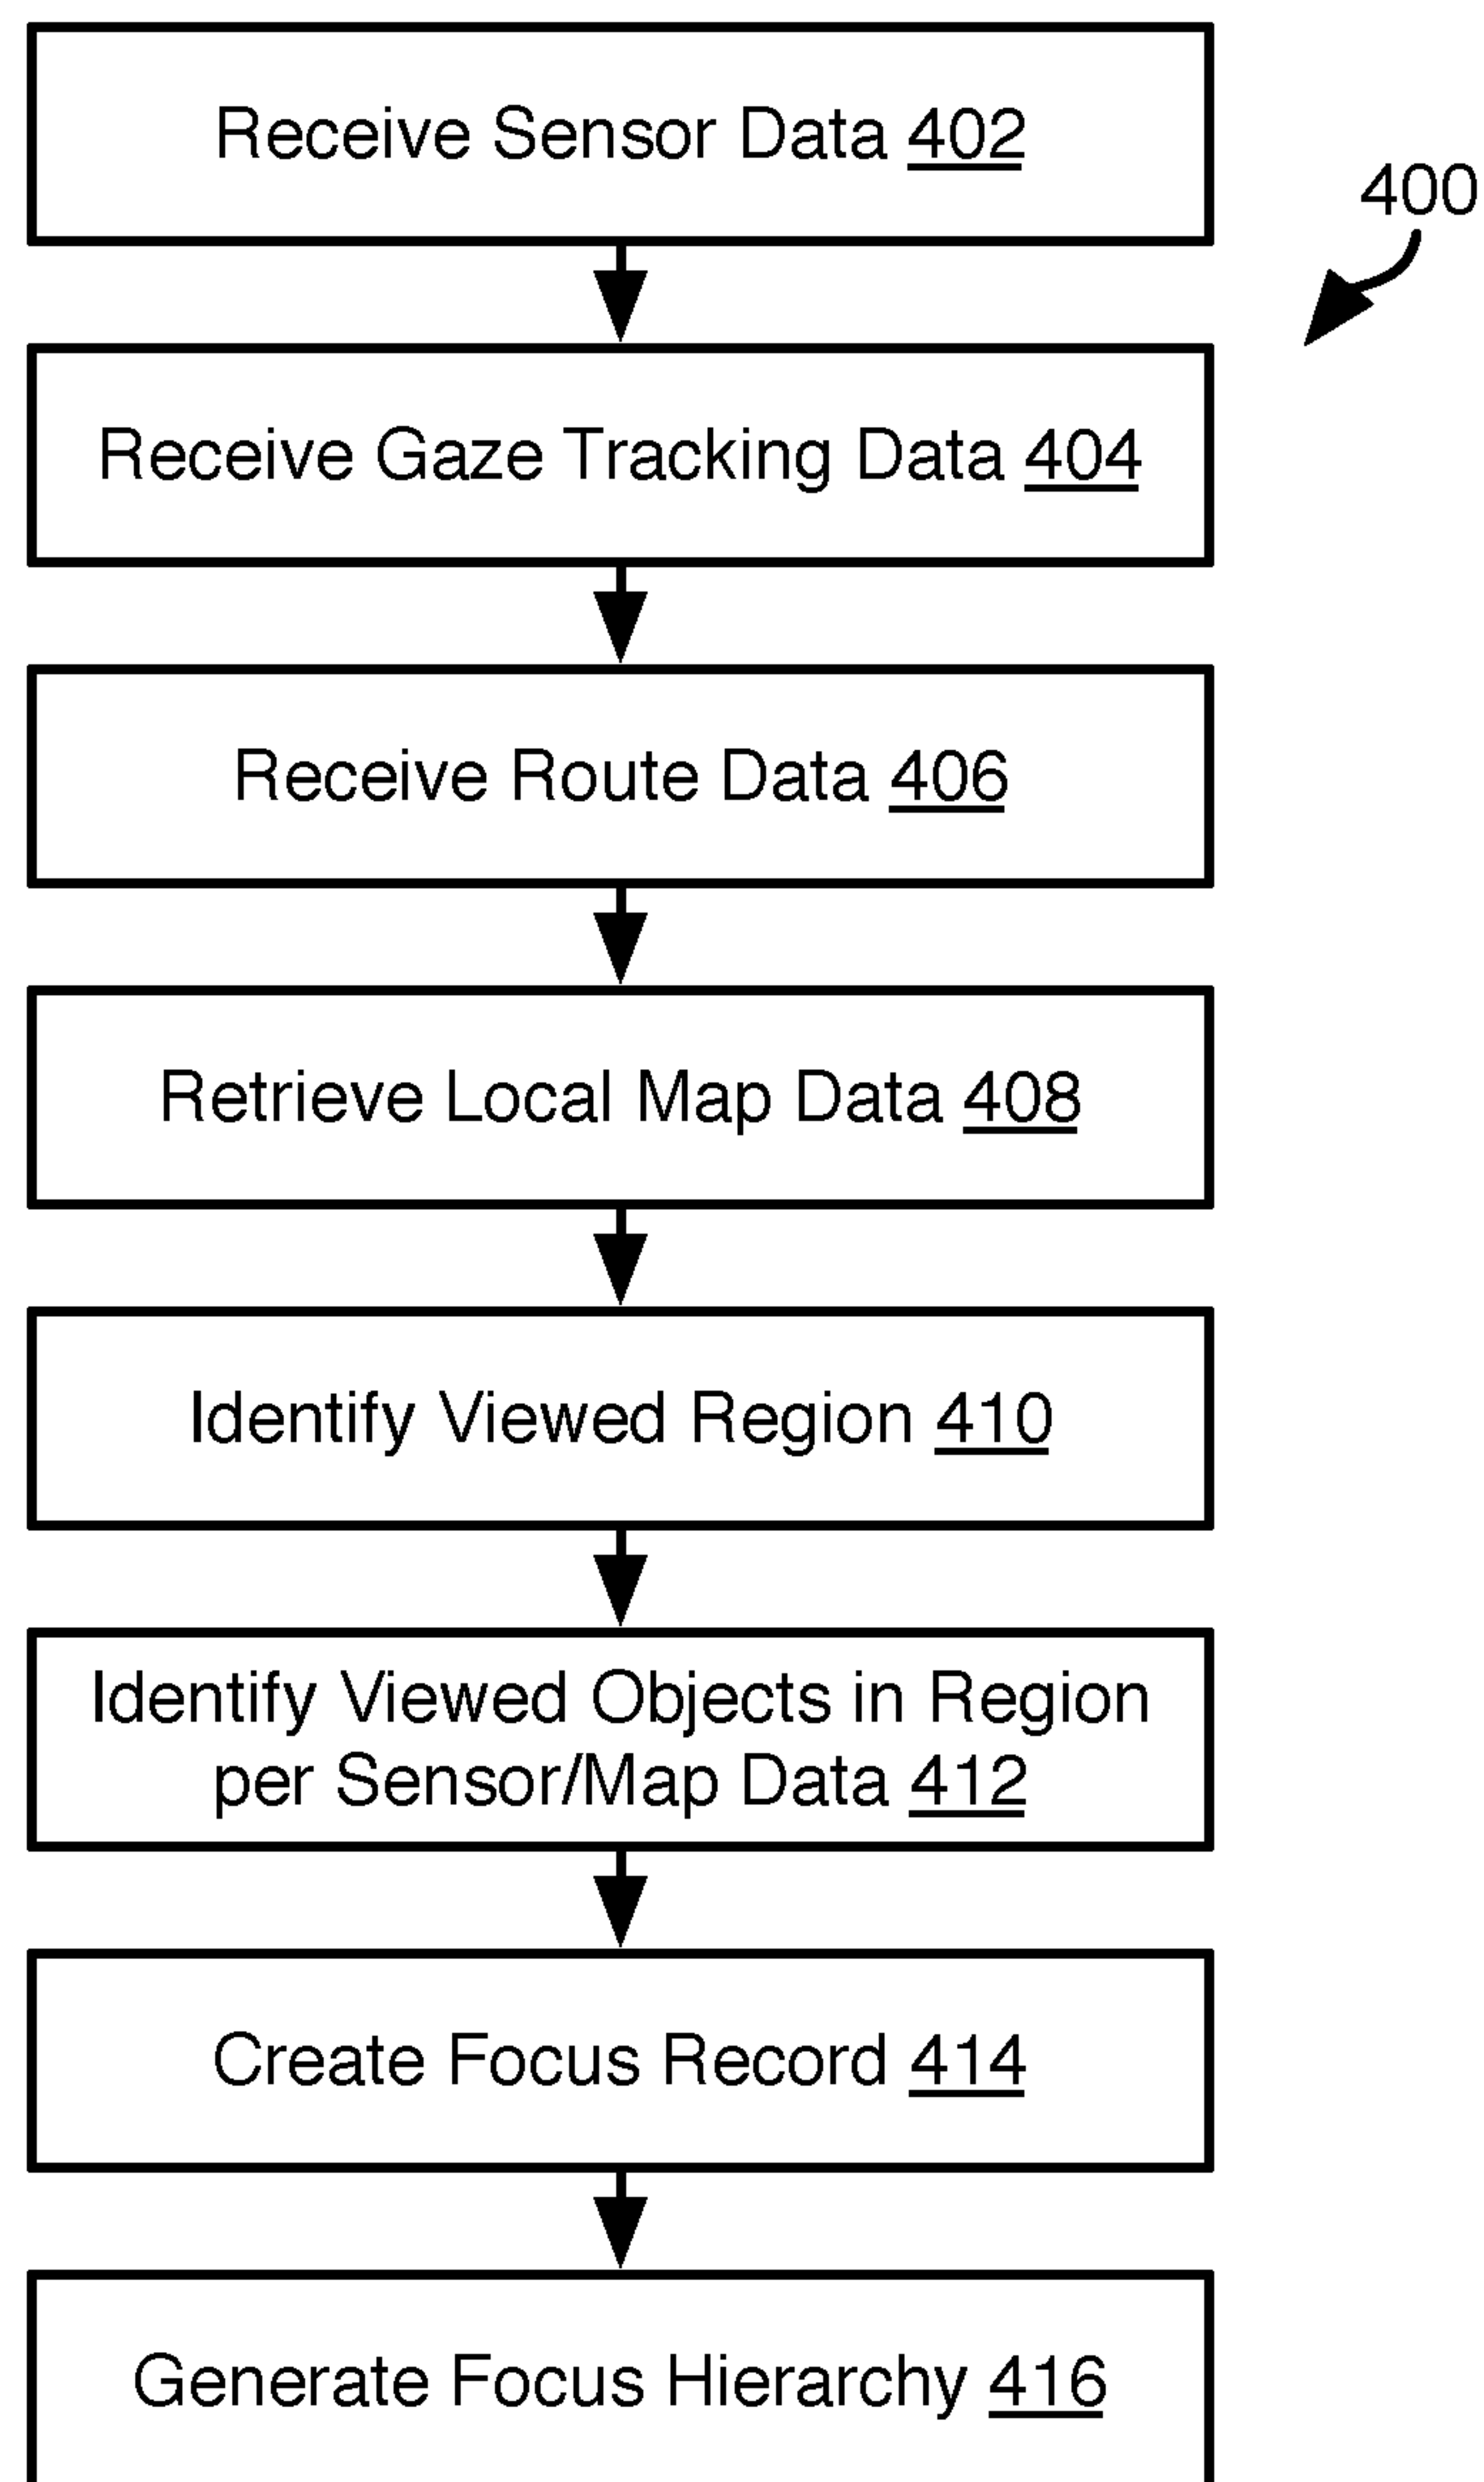 Receive Sensor Data 402
400
Receive Gaze Tracking Data 404
Receive Route Data 406
Retrieve Local Map Data 408
Identify Viewed Region 410
Identify Viewed Objects in Region
per Sensor/Map Data 412
Create Focus Record 414
Generate Focus Hierarchy 416